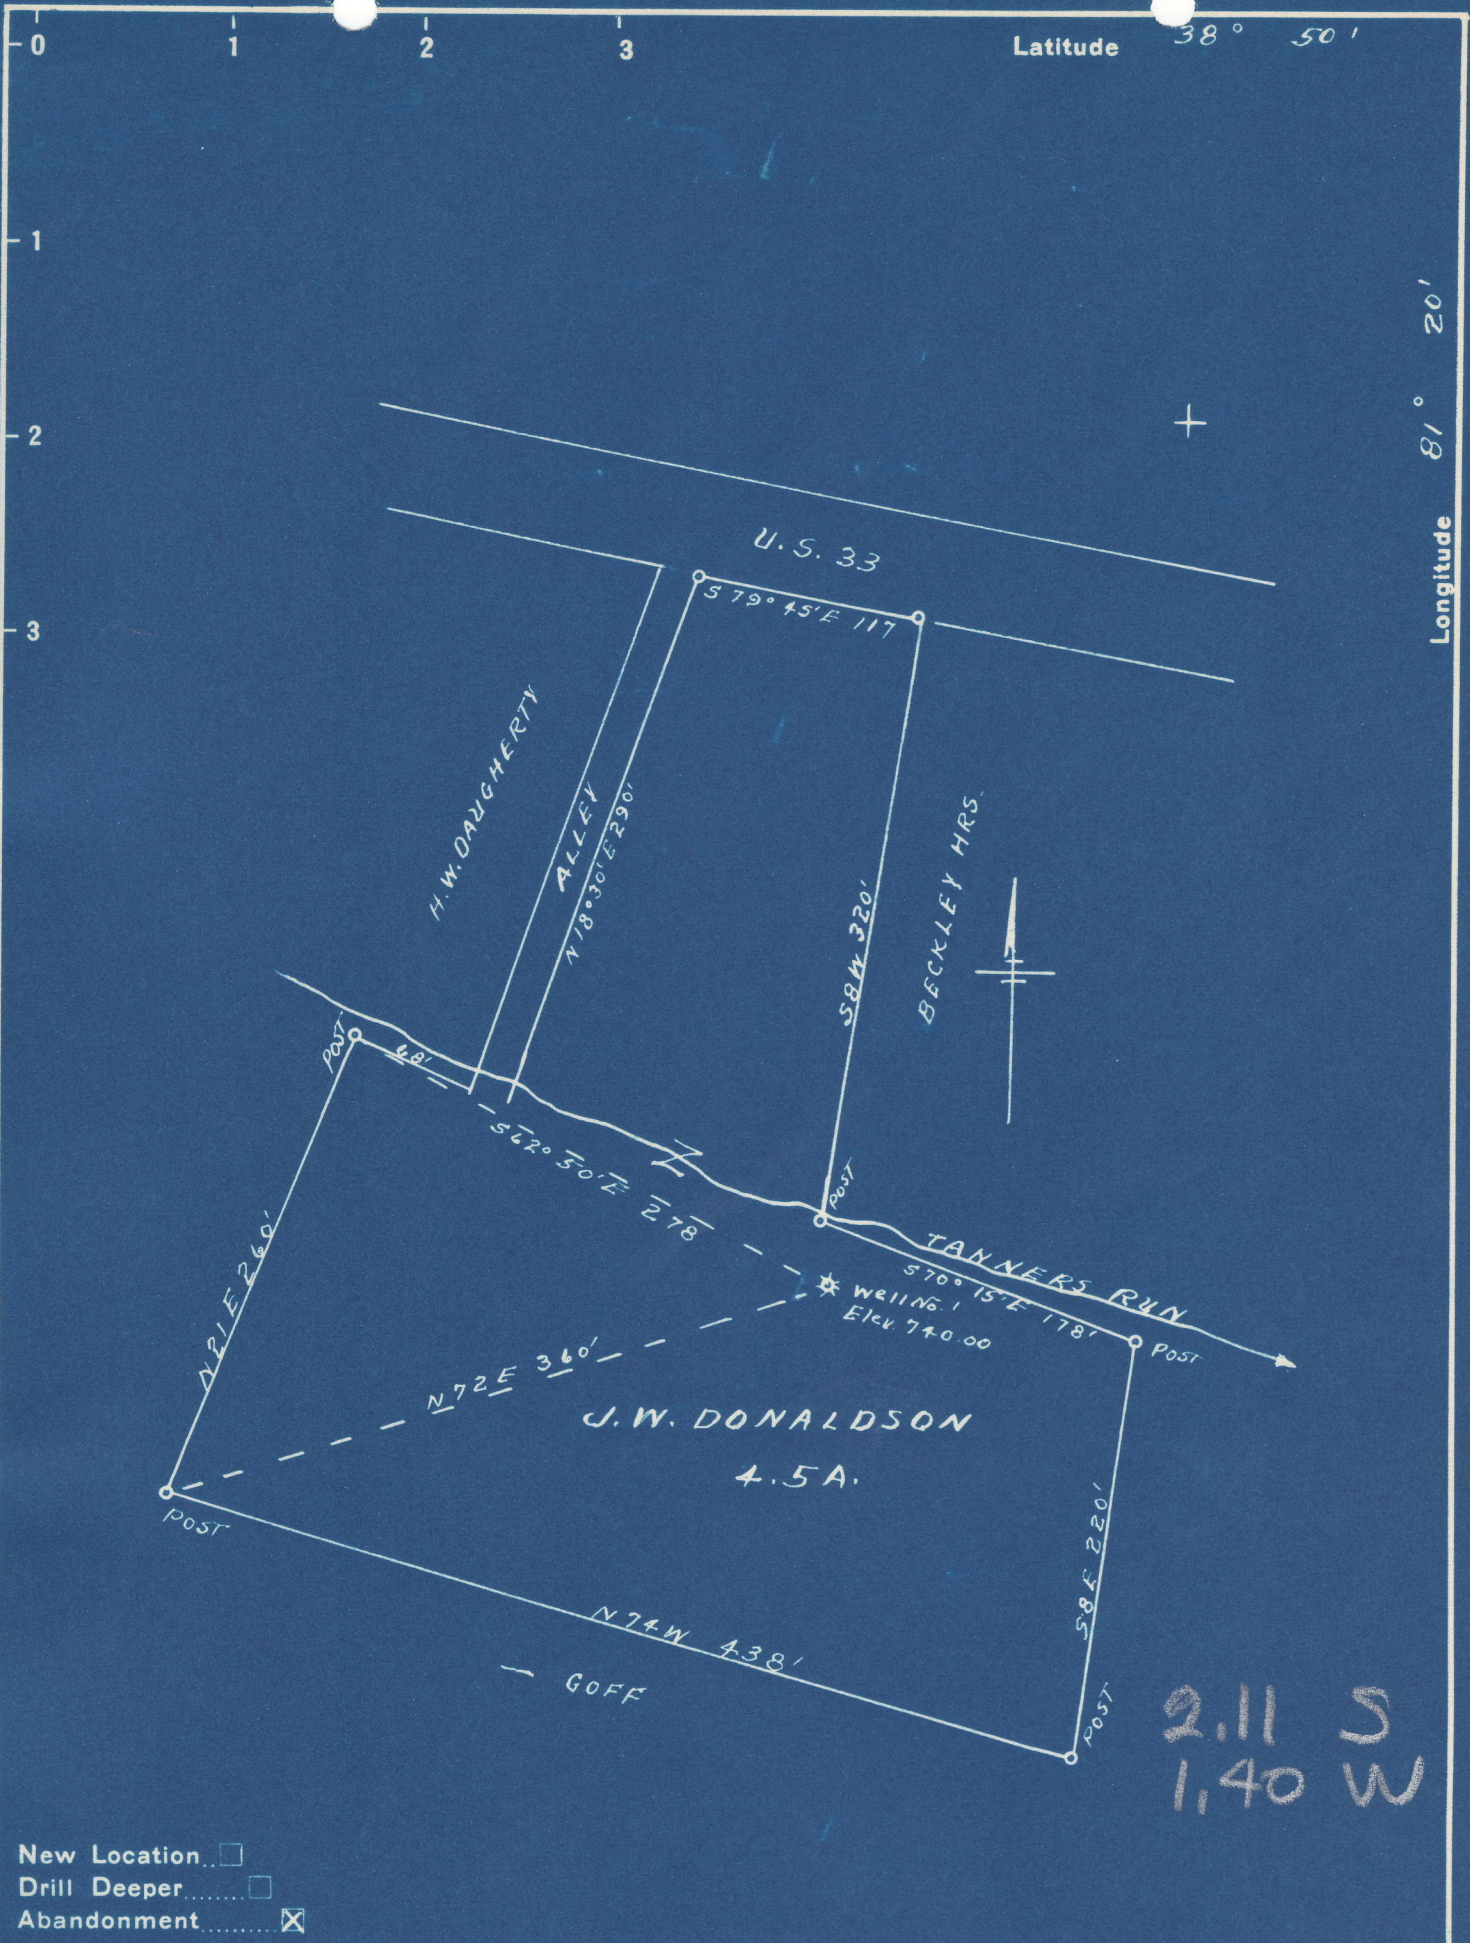 0 1 2 3 Latitude 38° 50'
1
2
3
Longitude 81° 20'
U.S. 33
S 79° 45' E 117
H.W. DAUGHERTY
ALLEY
N 18° 30' E 290'
S 8 W 320'
BECKLEY HRS.
POST
68'
S 62° 50' E 278
Z
POST
TANNERS RUN
S 70° 15' E 178'
POST
Well No. 1
Elev. 740.00
N 21 E 260'
N 72 E 360'
J.W. DONALDSON
4.5 A.
POST
S 8 E 220'
N 74 W 438'
GOFF
POST
2.11 S
1.40 W
New Location
Drill Deeper
Abandonment X